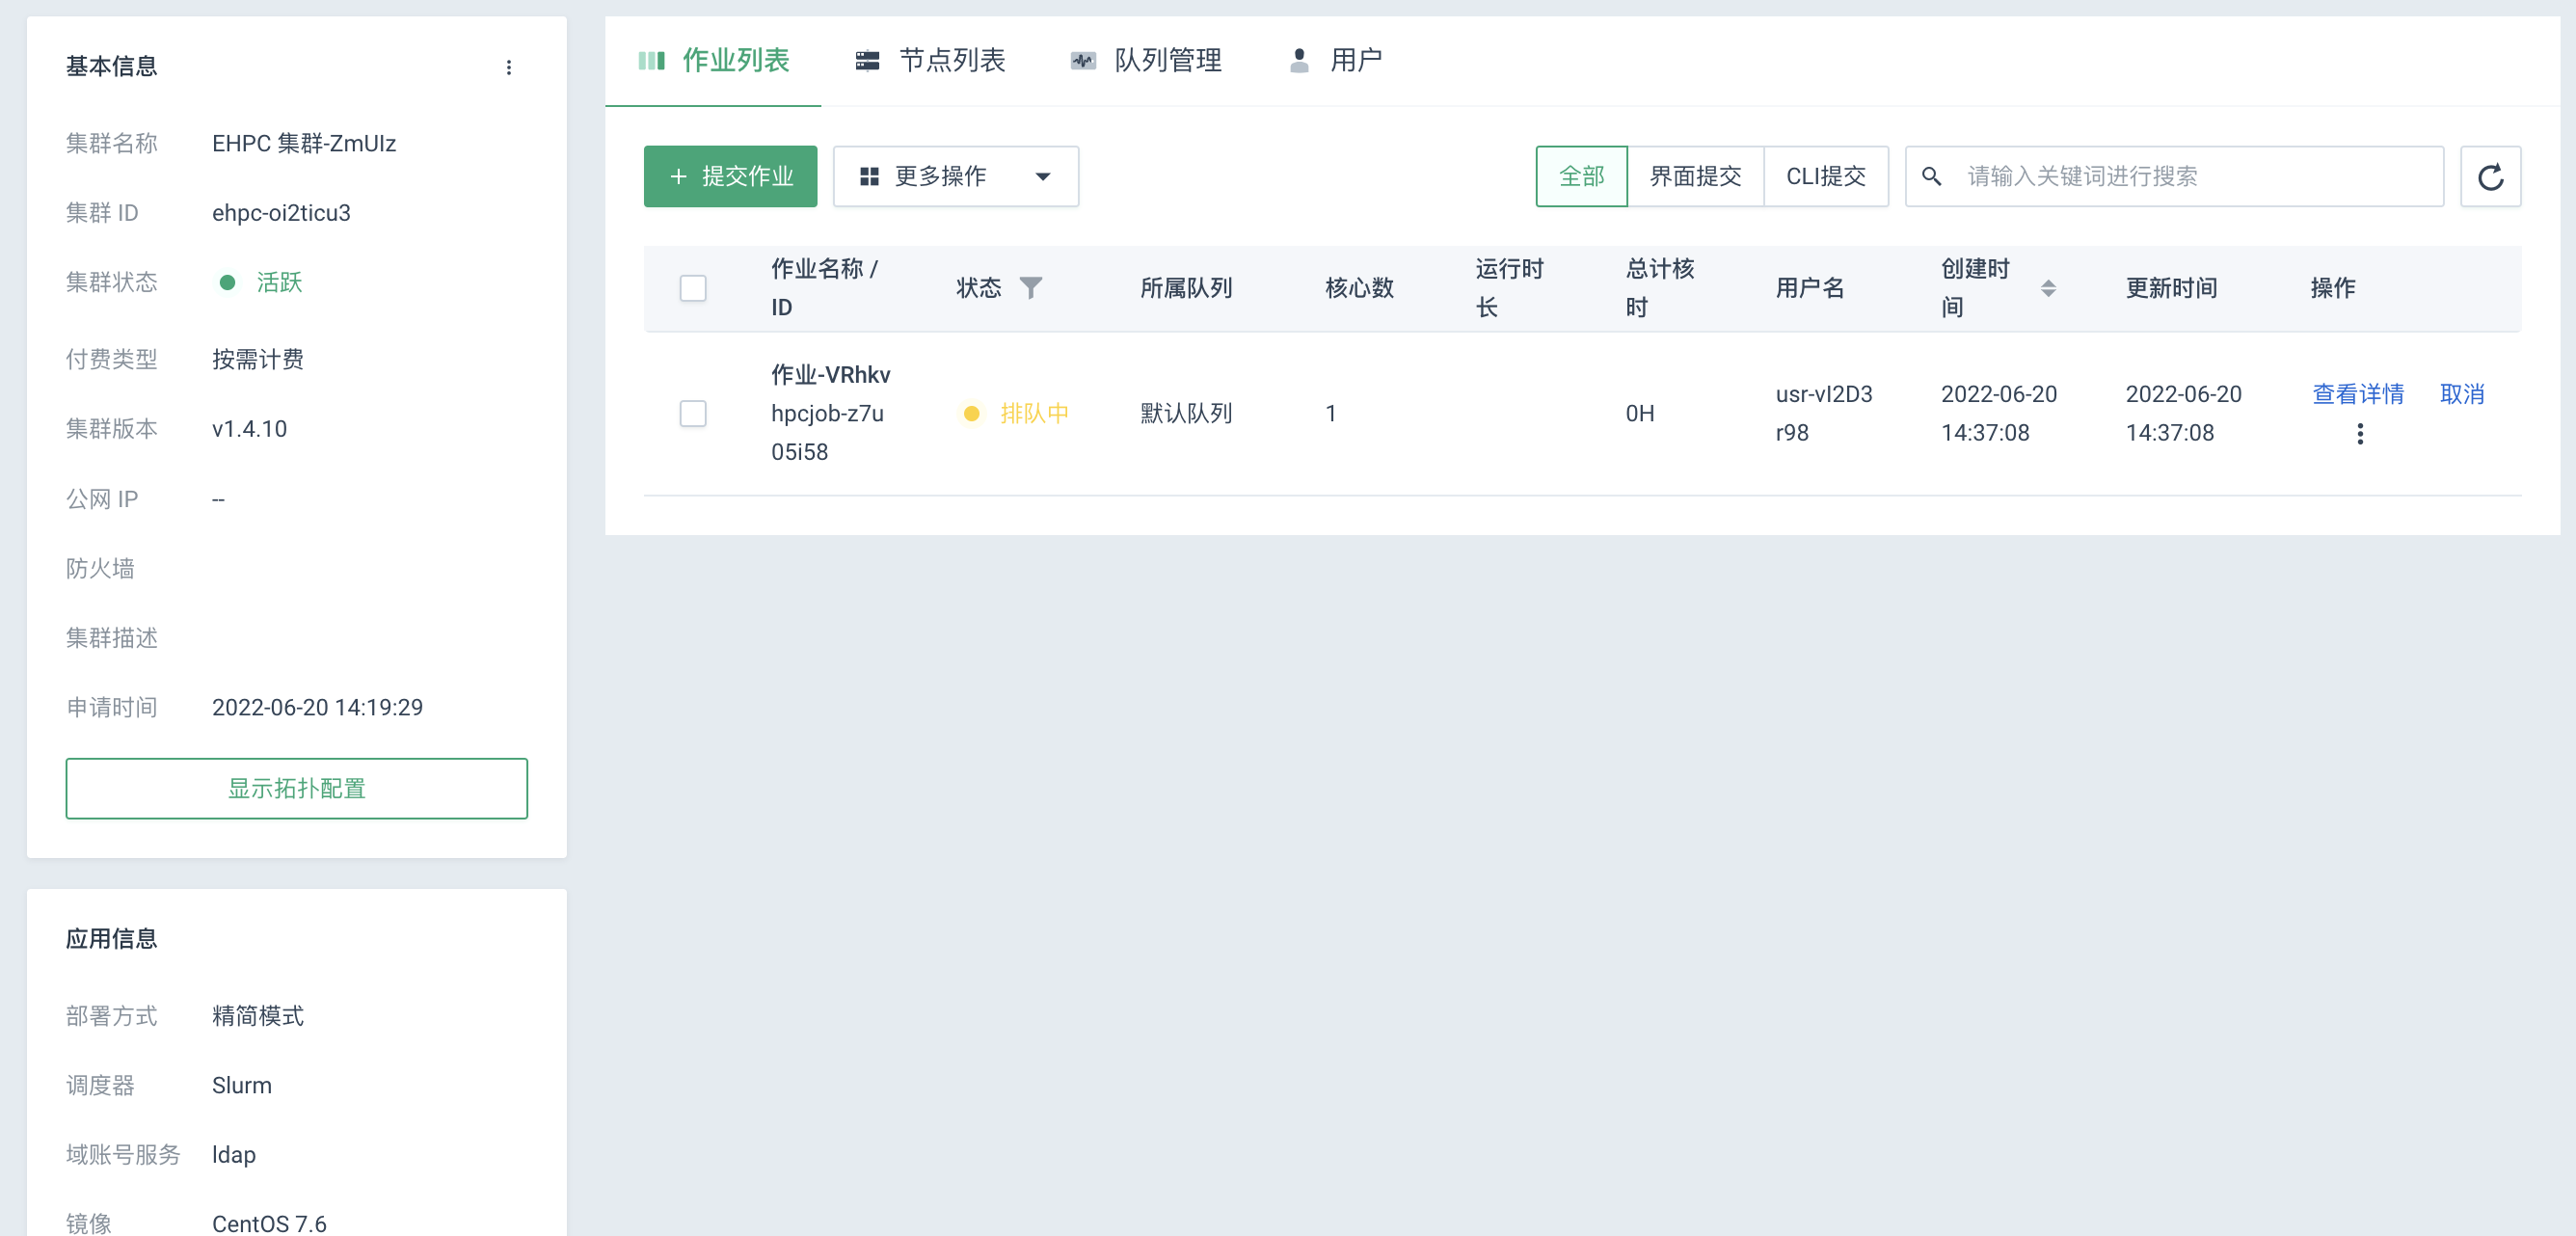 基本信息
集群名称 EHPC 集群-ZmUIz
集群 ID ehpc-oi2ticu3
集群状态 活跃
付费类型 按需计费
集群版本 v1.4.10
公网 IP --
防火墙
集群描述
申请时间 2022-06-20 14:19:29
显示拓扑配置
应用信息
部署方式 精简模式
调度器 Slurm
域账号服务 ldap
镜像 CentOS 7.6
作业列表 节点列表 队列管理 用户
+ 提交作业 更多操作 全部 界面提交 CLI提交 请输入关键词进行搜索
作业名称 /
ID
状态
所属队列
核心数
运行时
长
总计核
时
用户名
创建时
间
更新时间
操作
作业-VRhkv
hpcjob-z7u
05i58
排队中
默认队列
1
0H
usr-vI2D3
r98
2022-06-20
14:37:08
2022-06-20
14:37:08
查看详情 取消